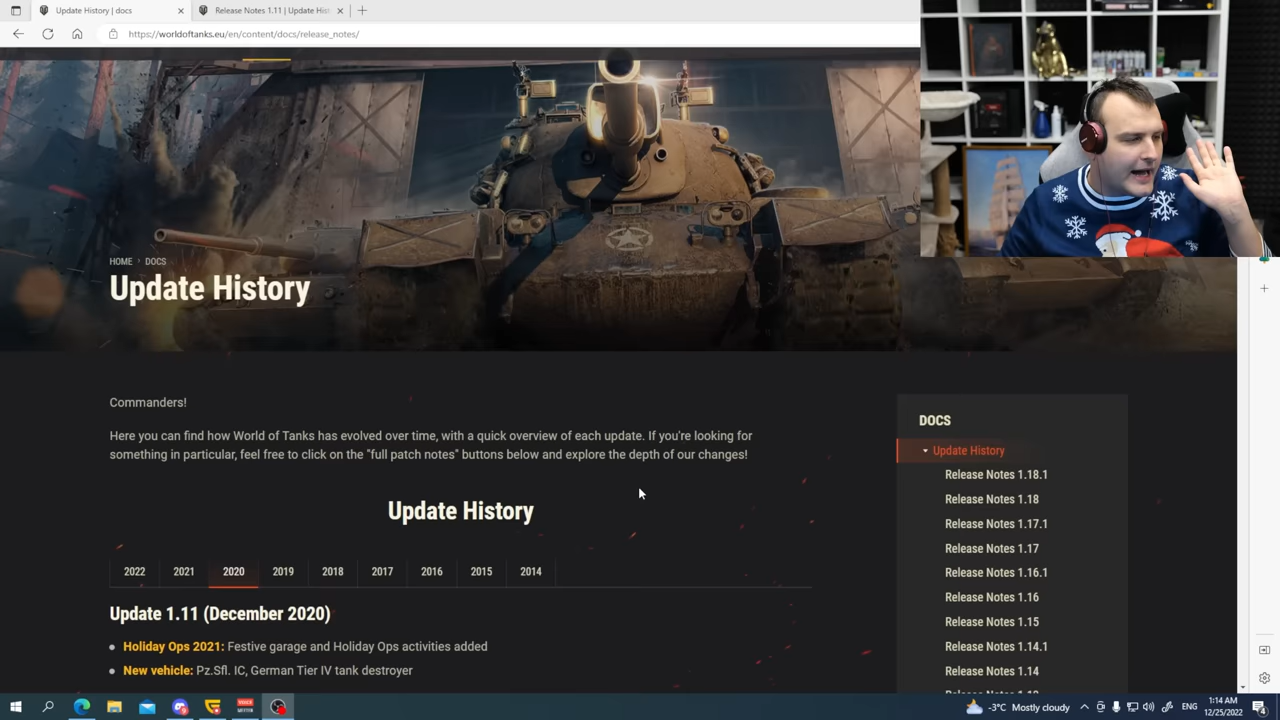 Update History | docs
Release Notes 1.11 | Update Hist
https://worldoftanks.eu/en/content/docs/release_notes/
HOME
DOCS
Update History
Commanders!
Here you can find how World of Tanks has evolved over time, with a quick overview of each update. If you're looking for
something in particular, feel free to click on the "full patch notes" buttons below and explore the depth of our changes!
Update History
2022 2021 2020 2019 2018 2017 2016 2015 2014
Update 1.11 (December 2020)
Holiday Ops 2021: Festive garage and Holiday Ops activities added
New vehicle: Pz.Sfl. IC, German Tier IV tank destroyer
DOCS
Update History
Release Notes 1.18.1
Release Notes 1.18
Release Notes 1.17.1
Release Notes 1.17
Release Notes 1.16.1
Release Notes 1.16
Release Notes 1.15
Release Notes 1.14.1
Release Notes 1.14
-3°C Mostly cloudy
ENG
1:14 AM
12/25/2022
4